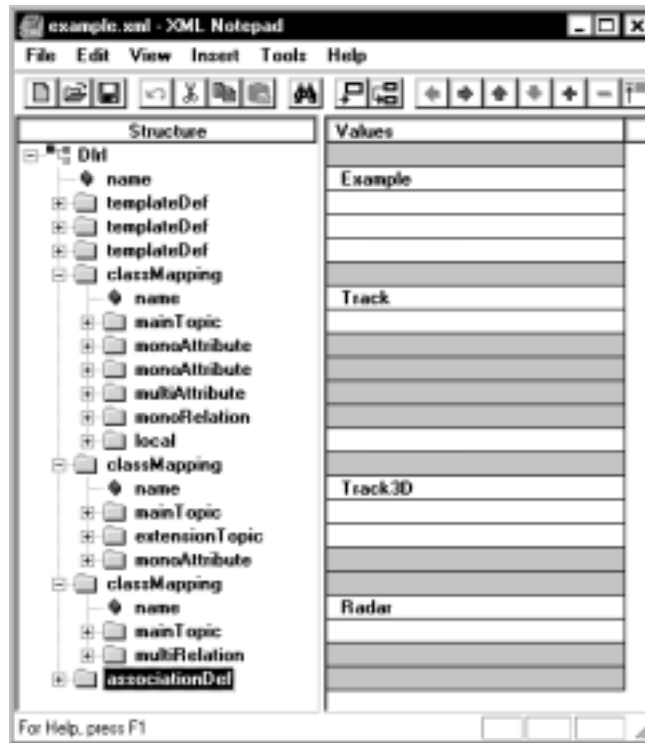 example.xml - XML Notepad
File Edit View Insert Tools Help
Structure Values
Dlrl
name Example
templateDef
templateDef
templateDef
classMapping
name Track
mainTopic
monoAttribute
monoAttribute
multiAttribute
monoRelation
local
classMapping
name Track3D
mainTopic
extensionTopic
monoAttribute
classMapping
name Radar
mainTopic
multiRelation
associationDef
For Help, press F1